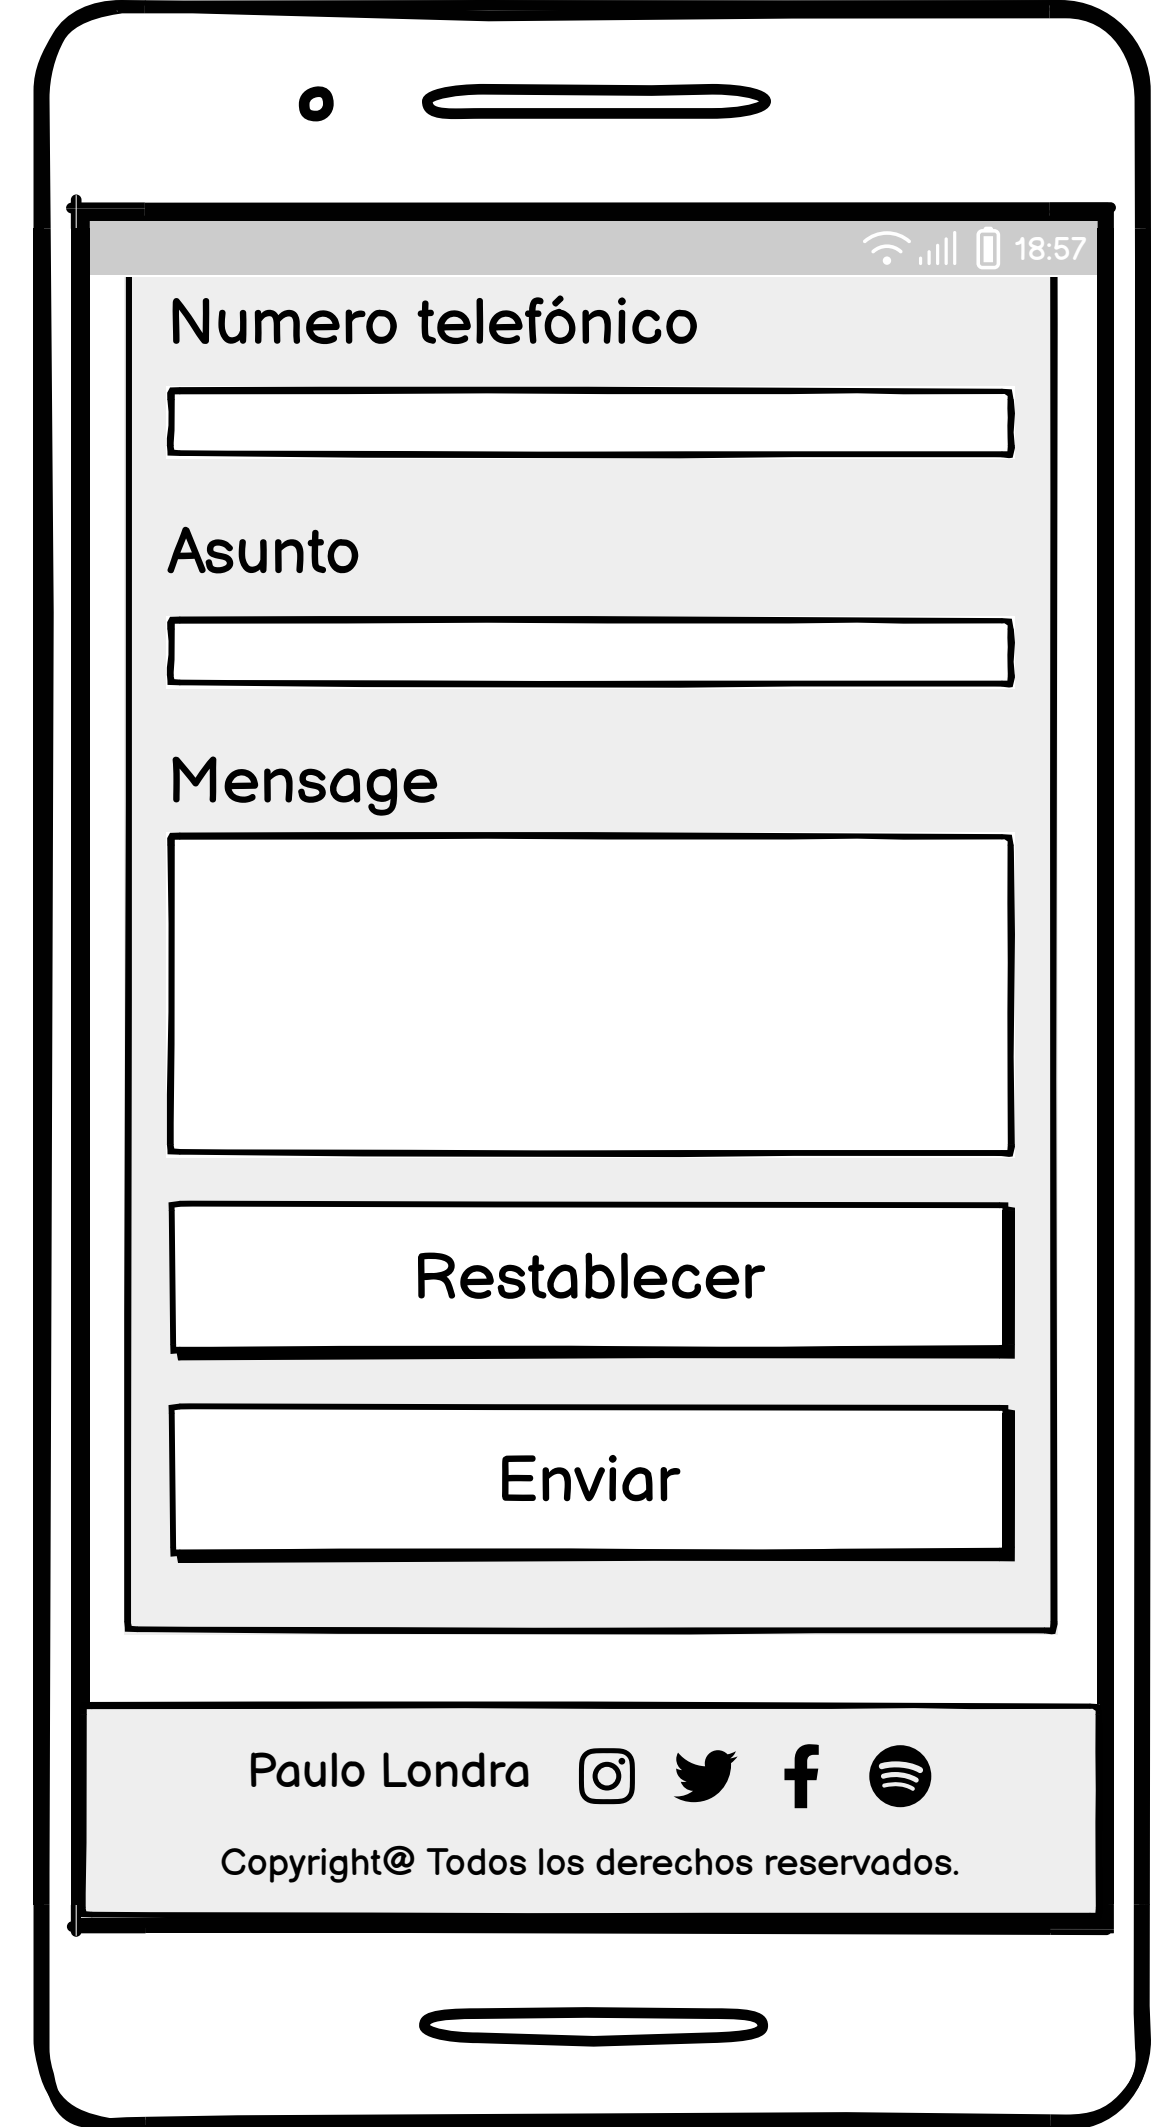 18:57
Numero telefónico
Asunto
Mensage
Restablecer
Enviar
Paulo Londra
Copyright@ Todos los derechos reservados.